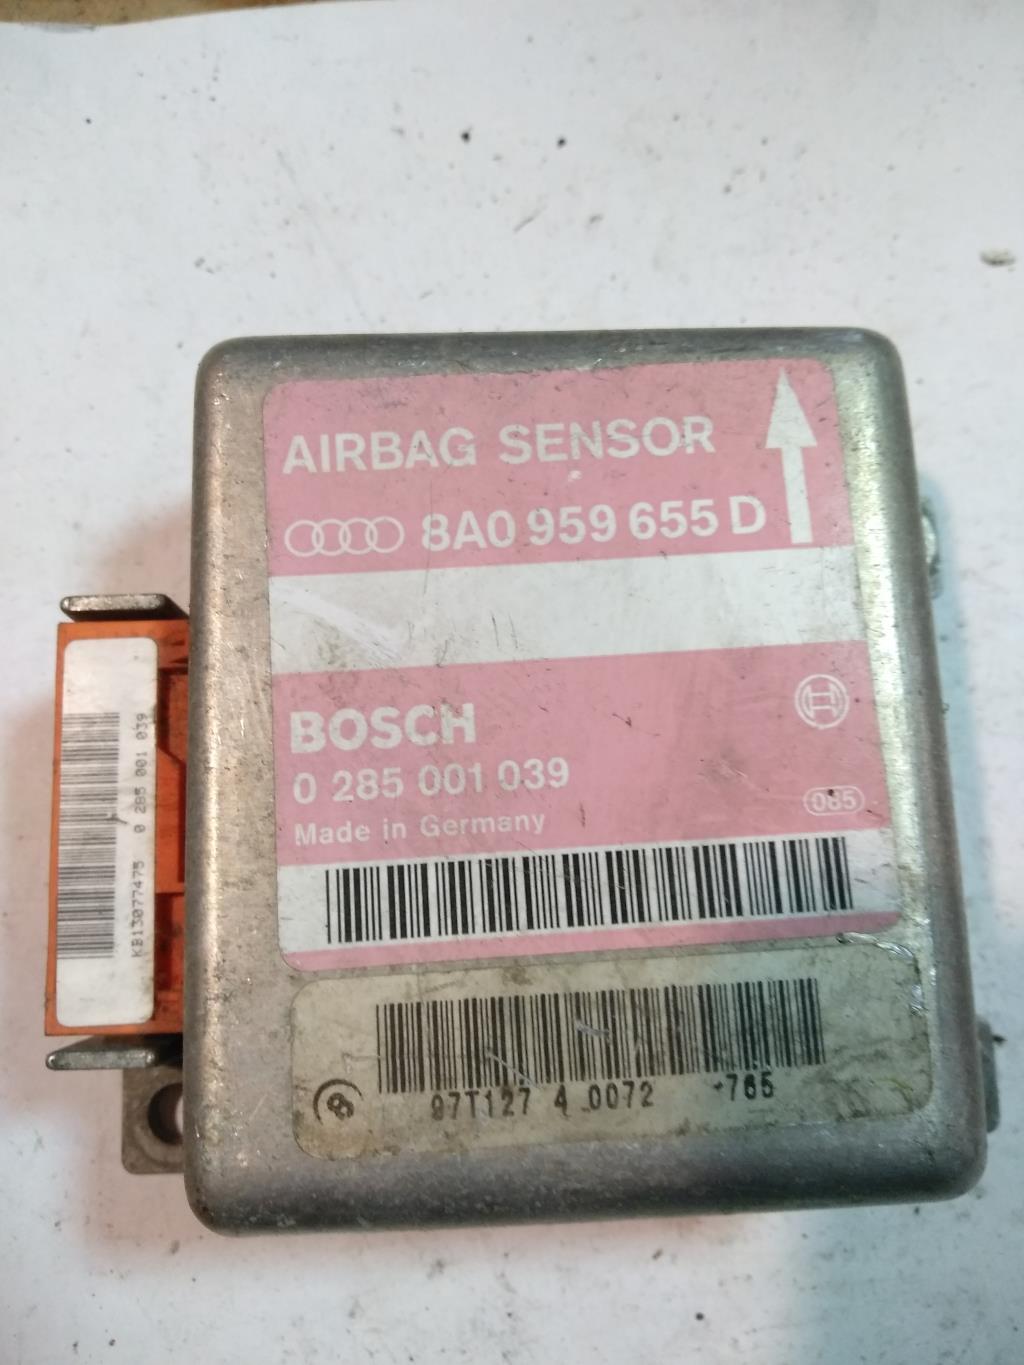 AIRBAG SENSOR
8A0 959 655 D
BOSCH
0 285 001 039
Made in Germany
085
97T127 4 0072 -765
0 285 001 039
KB13077475